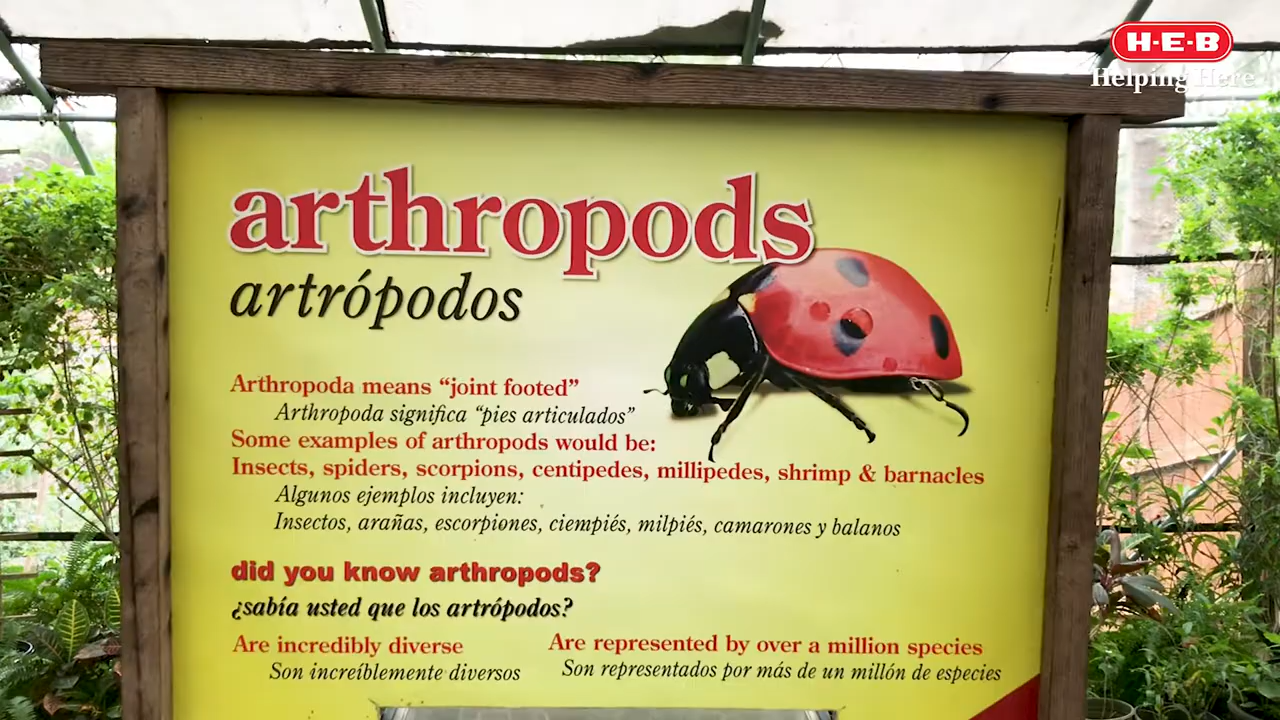 H-E-B
Helping Here
arthropods
artrópodos
Arthropoda means “joint footed”
Arthropoda significa “pies articulados”
Some examples of arthropods would be:
Insects, spiders, scorpions, centipedes, millipedes, shrimp & barnacles
Algunos ejemplos incluyen:
Insectos, arañas, escorpiones, ciempiés, milpiés, camarones y balanos
did you know arthropods?
¿sabía usted que los artrópodos?
Are incredibly diverse
Son increíblemente diversos
Are represented by over a million species
Son representados por más de un millón de especies